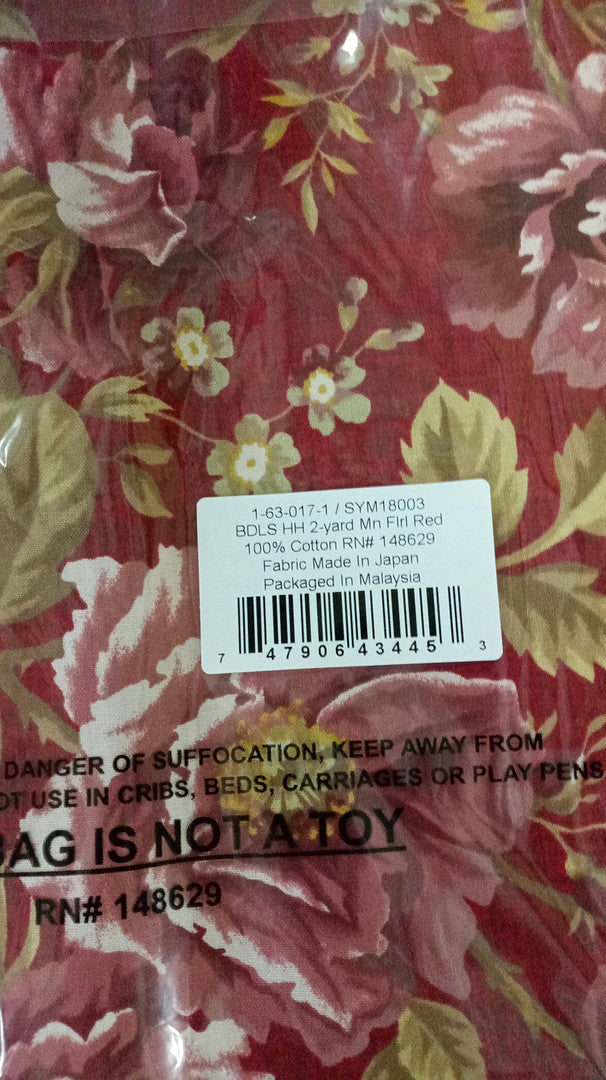 1-63-017-1 / SYM18003
BDLS HH 2-yard Mn Flrl Red
100% Cotton RN# 148629
Fabric Made In Japan
Packaged In Malaysia
7 47906 43445 3
DANGER OF SUFFOCATION, KEEP AWAY FROM
OT USE IN CRIBS, BEDS, CARRIAGES OR PLAY PENS
BAG IS NOT A TOY
RN# 148629